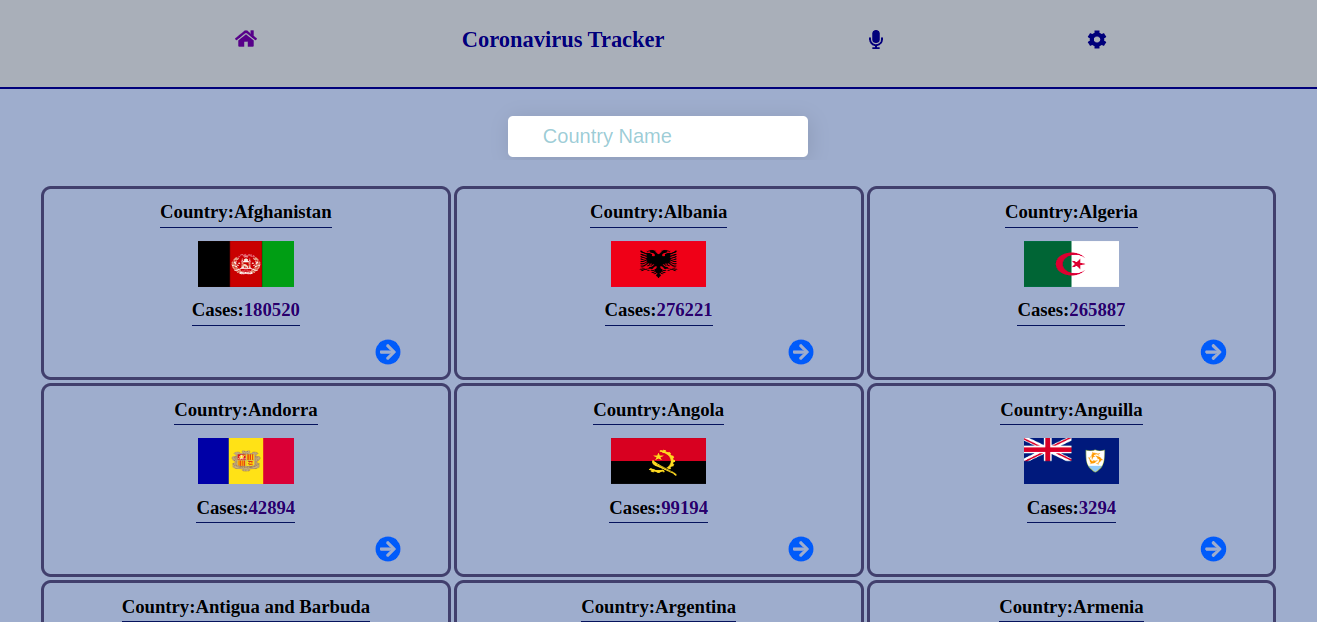 Coronavirus Tracker
Country Name
Country:Afghanistan
Cases:180520
Country:Albania
Cases:276221
Country:Algeria
Cases:265887
Country:Andorra
Cases:42894
Country:Angola
Cases:99194
Country:Anguilla
Cases:3294
Country:Antigua and Barbuda
Country:Argentina
Country:Armenia